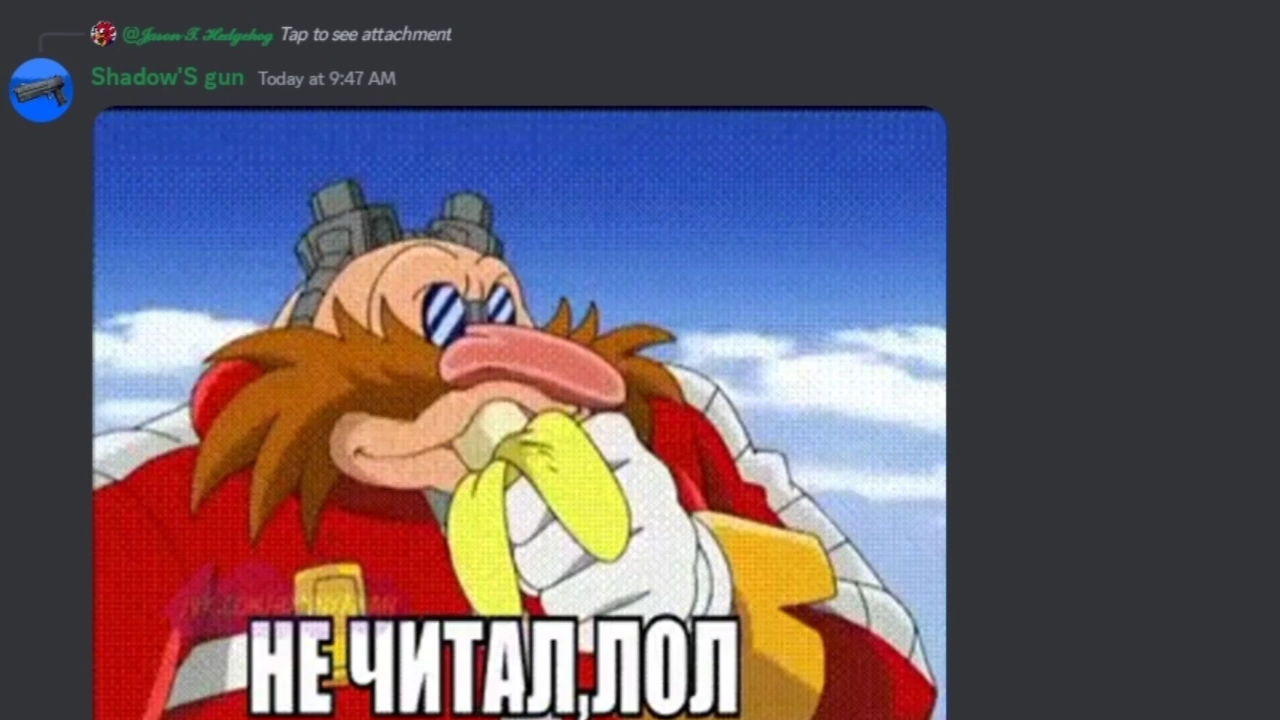 @Jason T. Hedgehog Tap to see attachment
Shadow'S gun Today at 9:47 AM
НЕ ЧИТАЛ,ЛОЛ